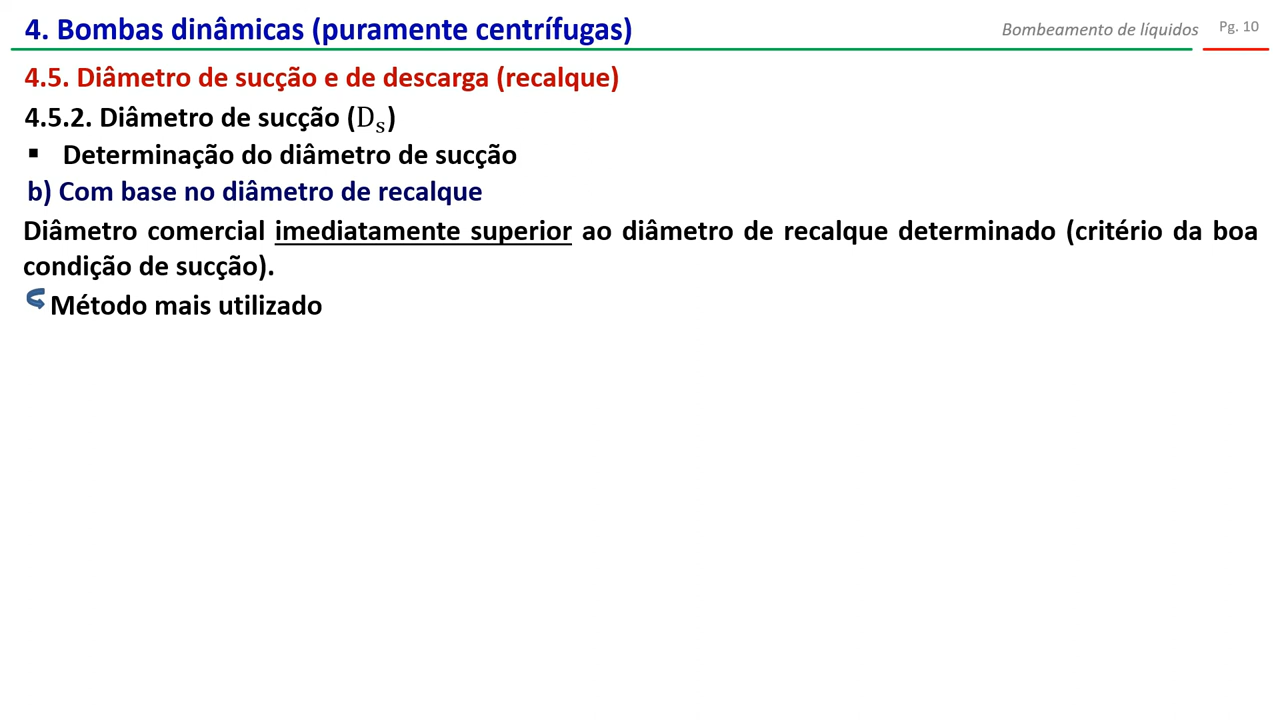 4. Bombas dinâmicas (puramente centrífugas)
Bombeamento de líquidos
Pg. 10
4.5. Diâmetro de sucção e de descarga (recalque)
4.5.2. Diâmetro de sucção (Dₛ)
▪ Determinação do diâmetro de sucção
b) Com base no diâmetro de recalque
Diâmetro comercial imediatamente superior ao diâmetro de recalque determinado (critério da boa
condição de sucção).
Método mais utilizado